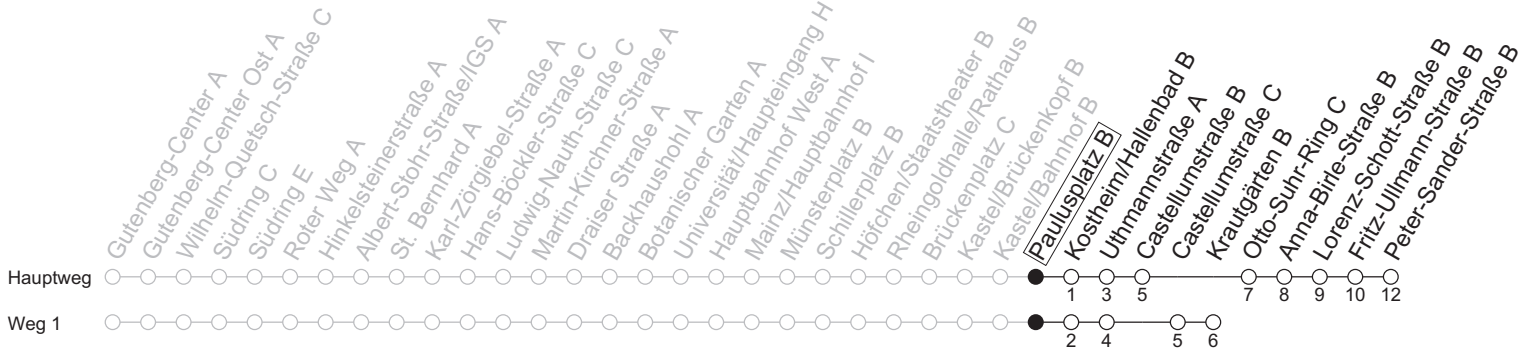 Gutenberg-Center A
Gutenberg-Center Ost A
Wilhelm-Quetsch-Straße C
Südring C
Südring E
Roter Weg A
Hinkelsteinerstraße A
Albert-Stohr-Straße/IGS A
St. Bernhard A
Karl-Zörgiebel-Straße A
Hans-Böckler-Straße C
Ludwig-Nauth-Straße C
Martin-Kirchner-Straße A
Draiser Straße A
Backhaushohl A
Botanischer Garten A
Universität/Haupteingang H
Hauptbahnhof West A
Mainz/Hauptbahnhof I
Münsterplatz B
Schillerplatz B
Höfchen/Staatstheater B
Rheingoldhalle/Rathaus B
Brückenplatz C
Kastel/Brückenkopf B
Kastel/Bahnhof B
Paulusplatz B
Kostheim/Hallenbad B
Uthmannstraße A
Castellumstraße B
Castellumstraße C
Krautgärten B
Otto-Suhr-Ring C
Anna-Birle-Straße B
Lorenz-Schott-Straße B
Fritz-Ullmann-Straße B
Peter-Sander-Straße B
Hauptweg
1 3 5 7 8 9 10 12
Weg 1
2 4 5 6